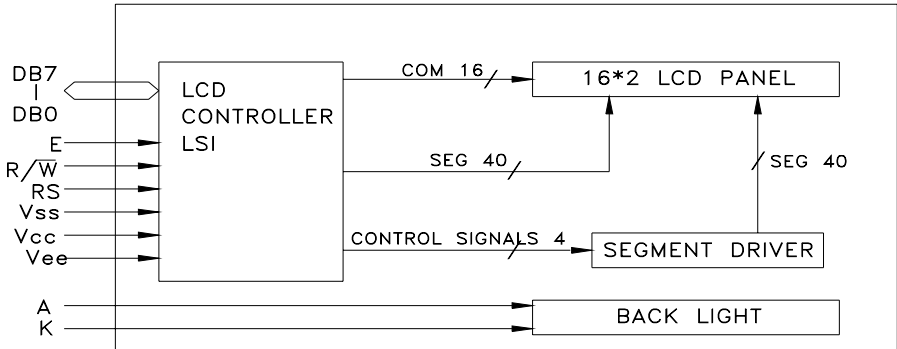 DB7
DB0
E
R/W̅
RS
Vss
Vcc
Vee
A
K
LCD
CONTROLLER
LSI
COM 16
SEG 40
CONTROL SIGNALS 4
16*2 LCD PANEL
SEG 40
SEGMENT DRIVER
BACK LIGHT